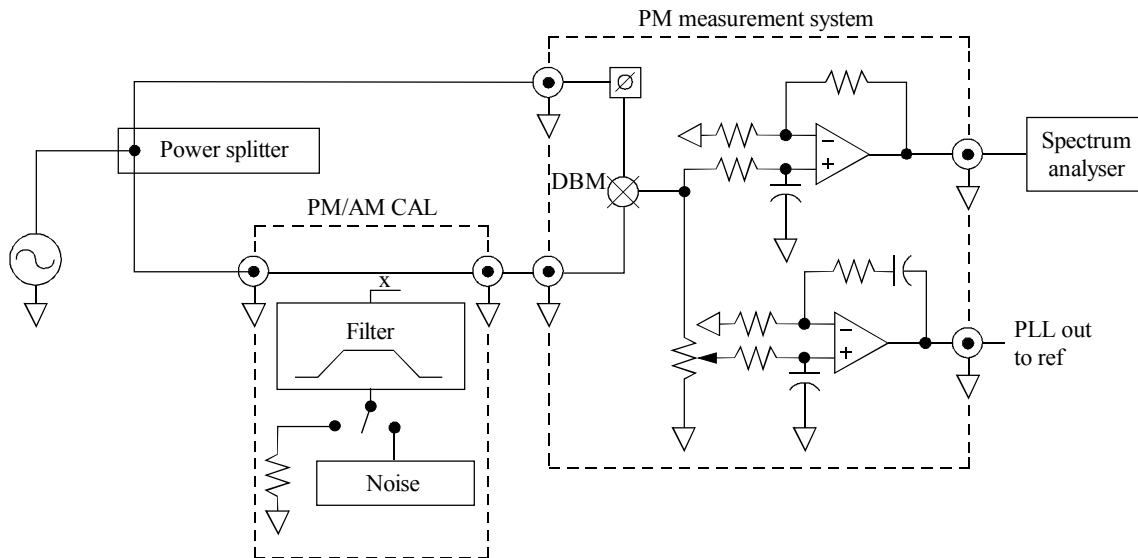 PM measurement system
Power splitter
DBM
Spectrum
analyser
PM/AM CAL
x
Filter
PLL out
to ref
Noise
−
+
−
+
Ø